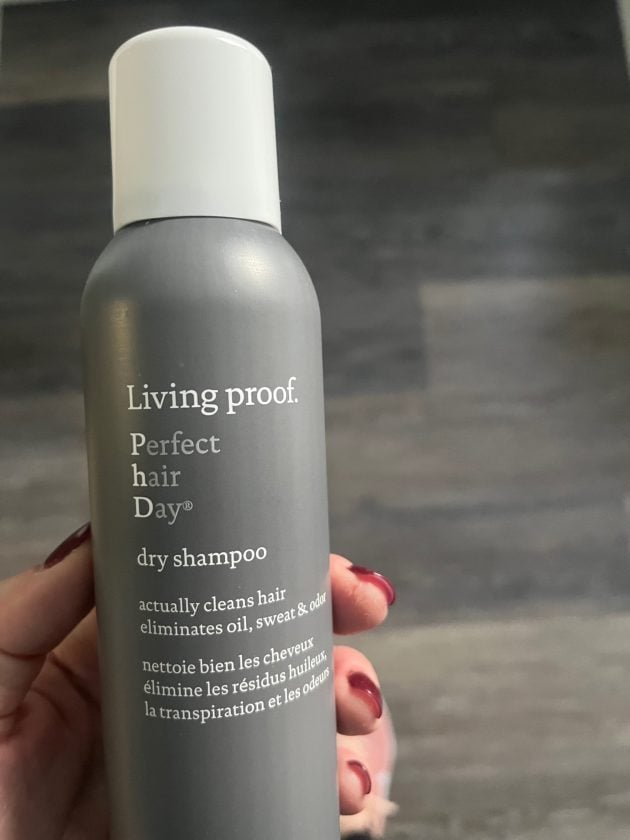 Living proof.
Perfect
hair
Day®
dry shampoo
actually cleans hair
eliminates oil, sweat & odor
nettoie bien les cheveux
élimine les résidus huileux,
la transpiration et les odeurs